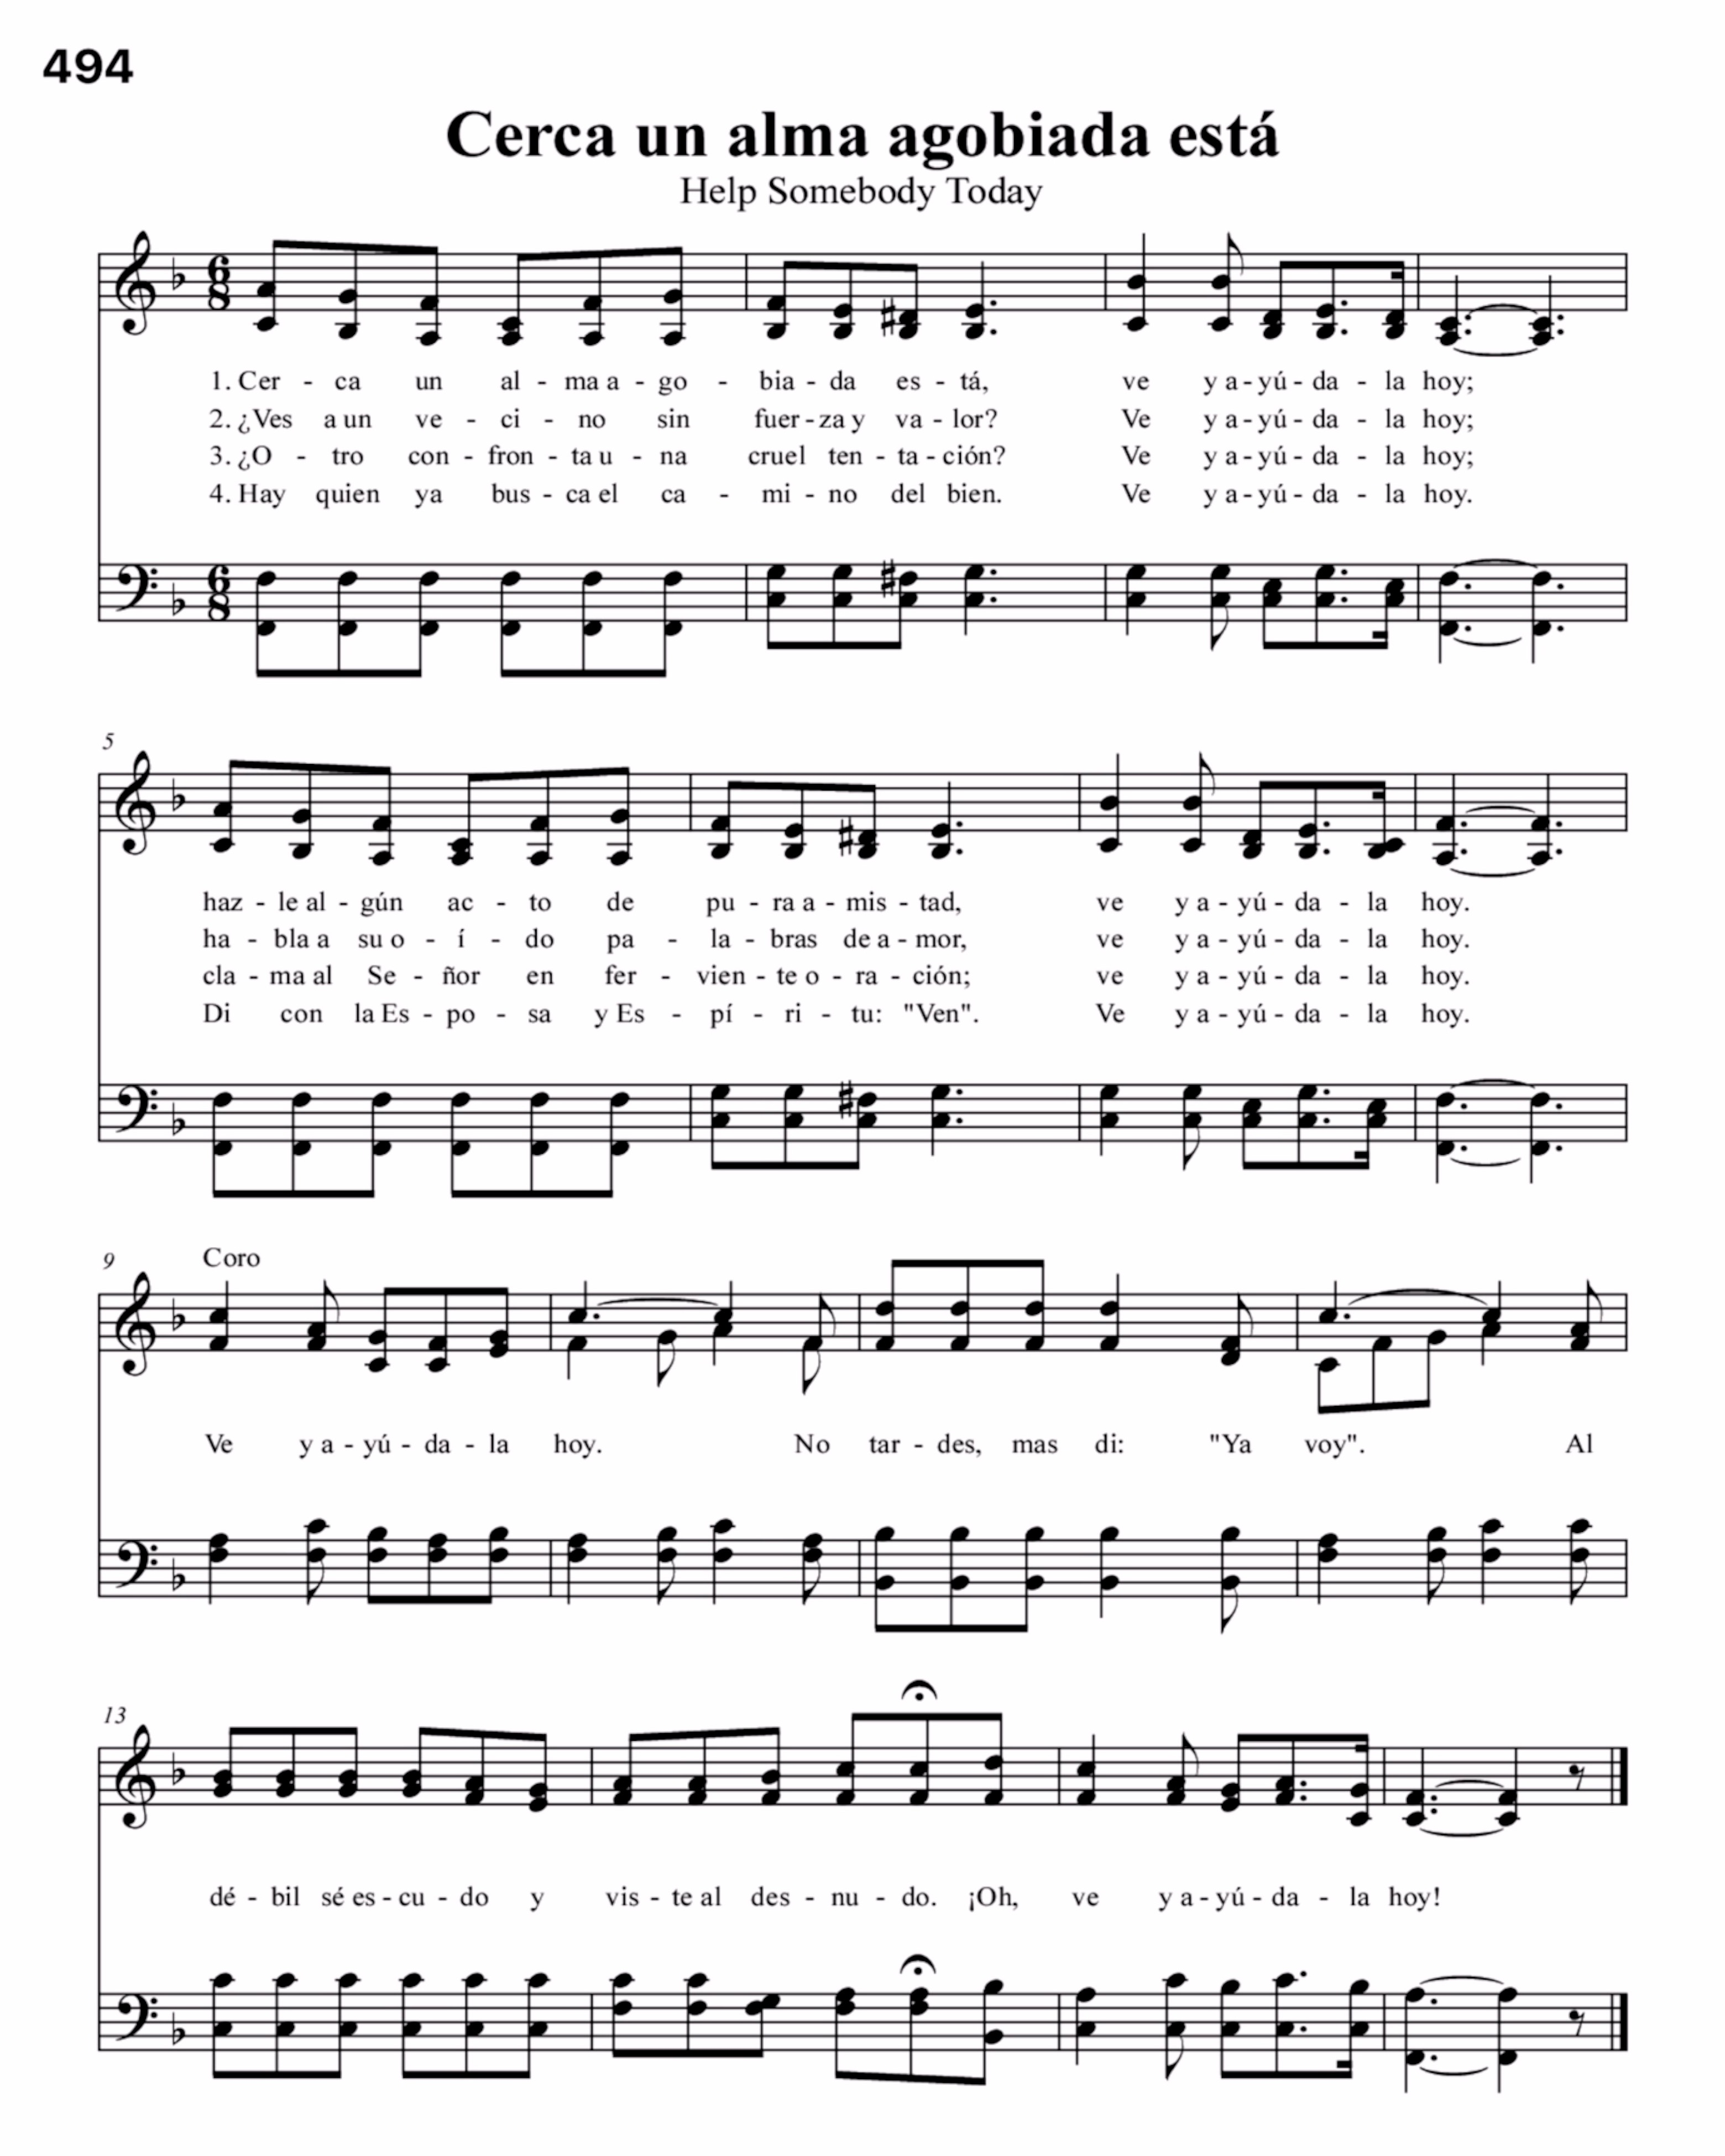 494
Cerca un alma agobiada está
Help Somebody Today
1. Cer - ca un al - ma a - go - bia - da es - tá, ve y a - yú - da - la hoy;
2. ¿Ves a un ve - ci - no sin fuer - za y va - lor? Ve y a - yú - da - la hoy;
3. ¿O - tro con - fron - ta u - na cruel ten - ta - ción? Ve y a - yú - da - la hoy;
4. Hay quien ya bus - ca el ca - mi - no del bien. Ve y a - yú - da - la hoy.
5
haz - le al - gún ac - to de pu - ra a - mis - tad, ve y a - yú - da - la hoy.
ha - bla a su o - í - do pa - la - bras de a - mor, ve y a - yú - da - la hoy.
cla - ma al Se - ñor en fer - vien - te o - ra - ción; ve y a - yú - da - la hoy.
Di con la Es - po - sa y Es - pí - ri - tu: "Ven". Ve y a - yú - da - la hoy.
9 Coro
Ve y a - yú - da - la hoy. No tar - des, mas di: "Ya voy". Al
13
dé - bil sé es - cu - do y vis - te al des - nu - do. ¡Oh, ve y a - yú - da - la hoy!